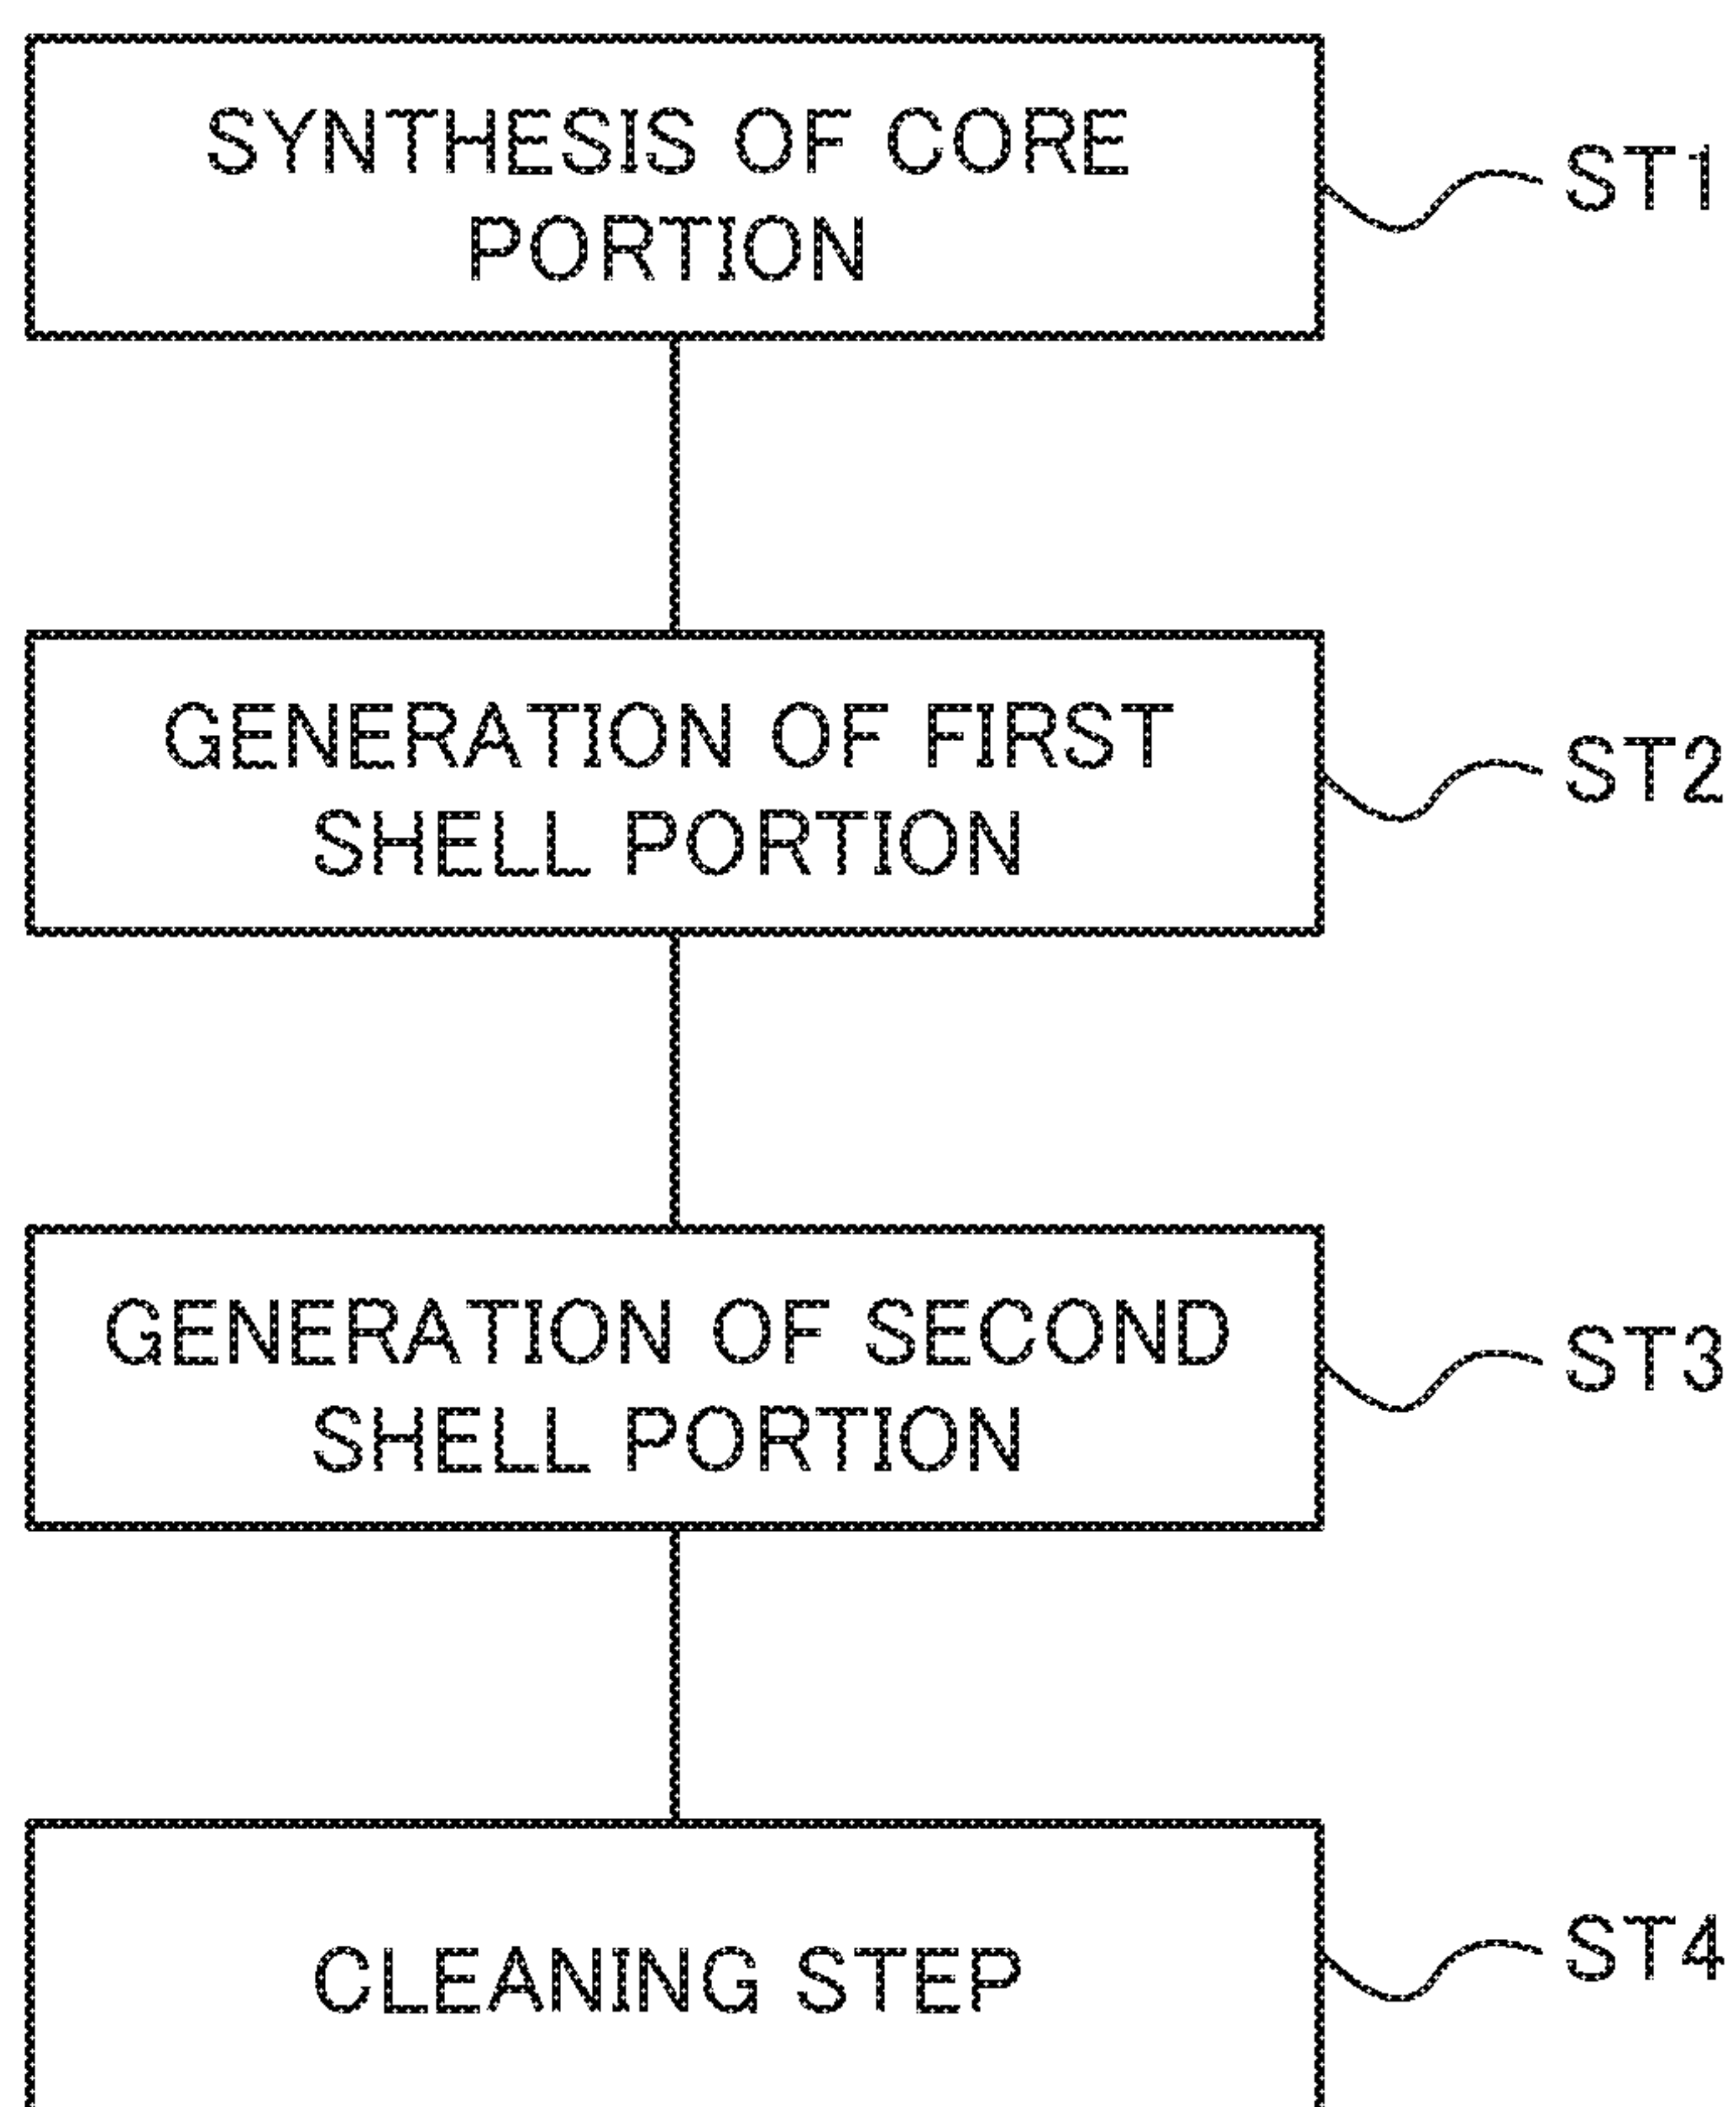 SYNTHESIS OF CORE
PORTION
ST1
GENERATION OF FIRST
SHELL PORTION
ST2
GENERATION OF SECOND
SHELL PORTION
ST3
CLEANING STEP
ST4